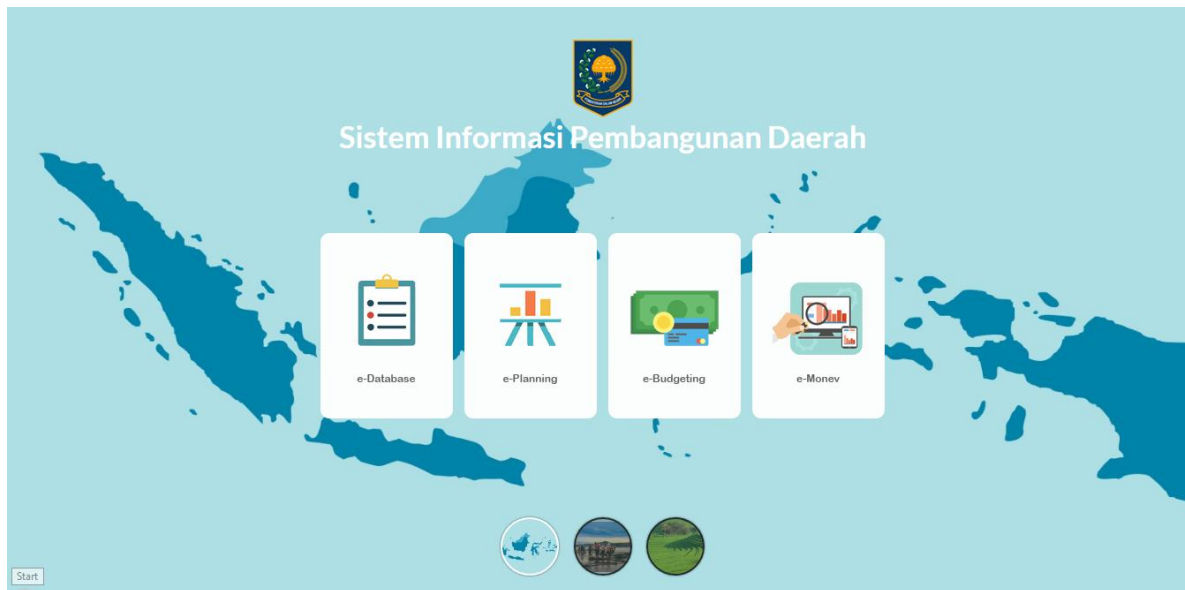 Sistem Informasi Pembangunan Daerah
e-Database
e-Planning
e-Budgeting
e-Monev
Start